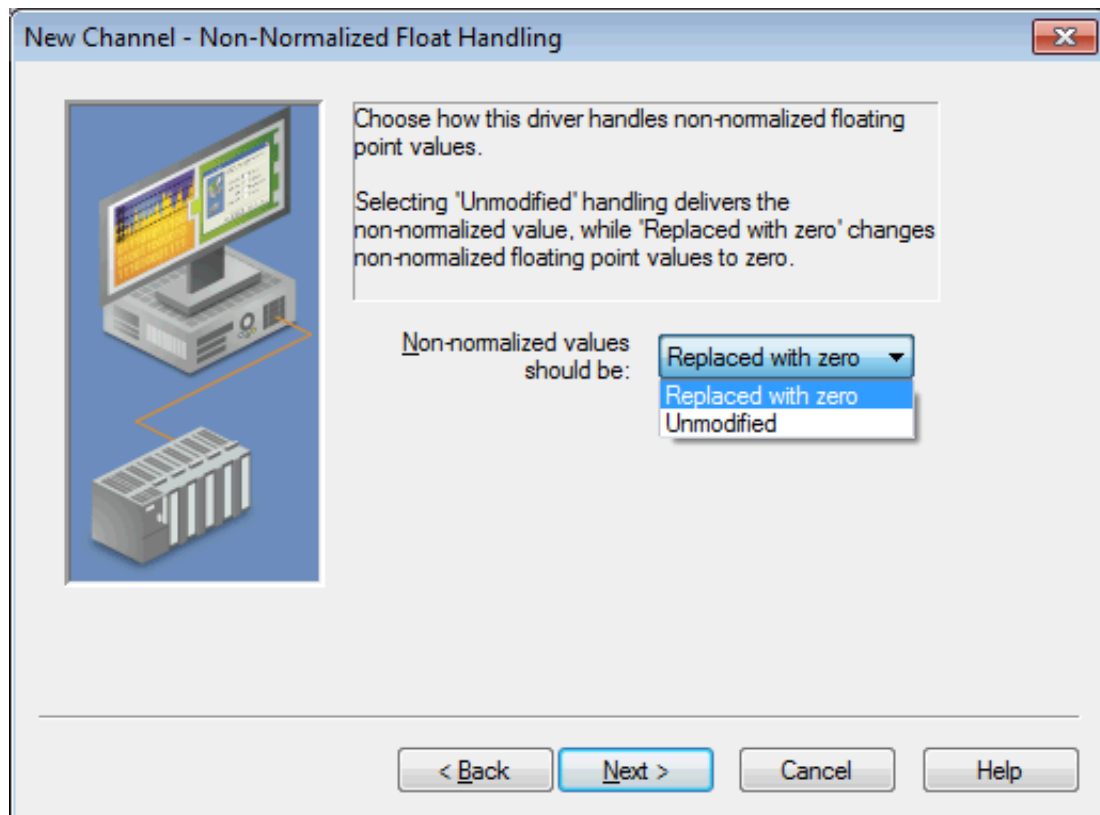 New Channel - Non-Normalized Float Handling
Choose how this driver handles non-normalized floating
point values.
Selecting 'Unmodified' handling delivers the
non-normalized value, while 'Replaced with zero' changes
non-normalized floating point values to zero.
Non-normalized values
should be:
Replaced with zero
Replaced with zero
Unmodified
< Back
Next >
Cancel
Help